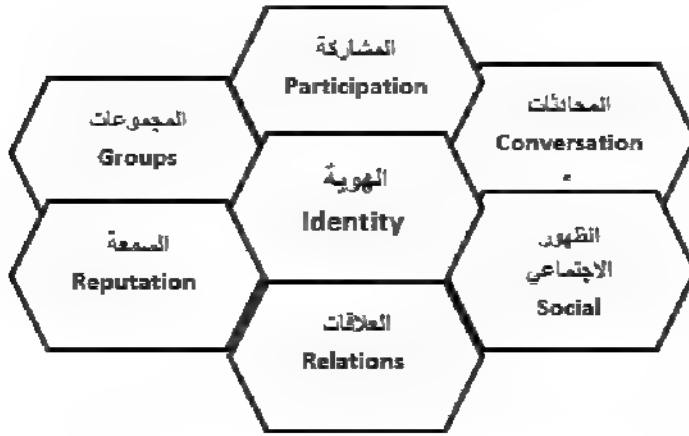 المشاركة
Participation
المجموعات
Groups
المحادثات
Conversation
الهوية
Identity
السمعة
Reputation
الظهور
الاجتماعي
Social
العلاقات
Relations